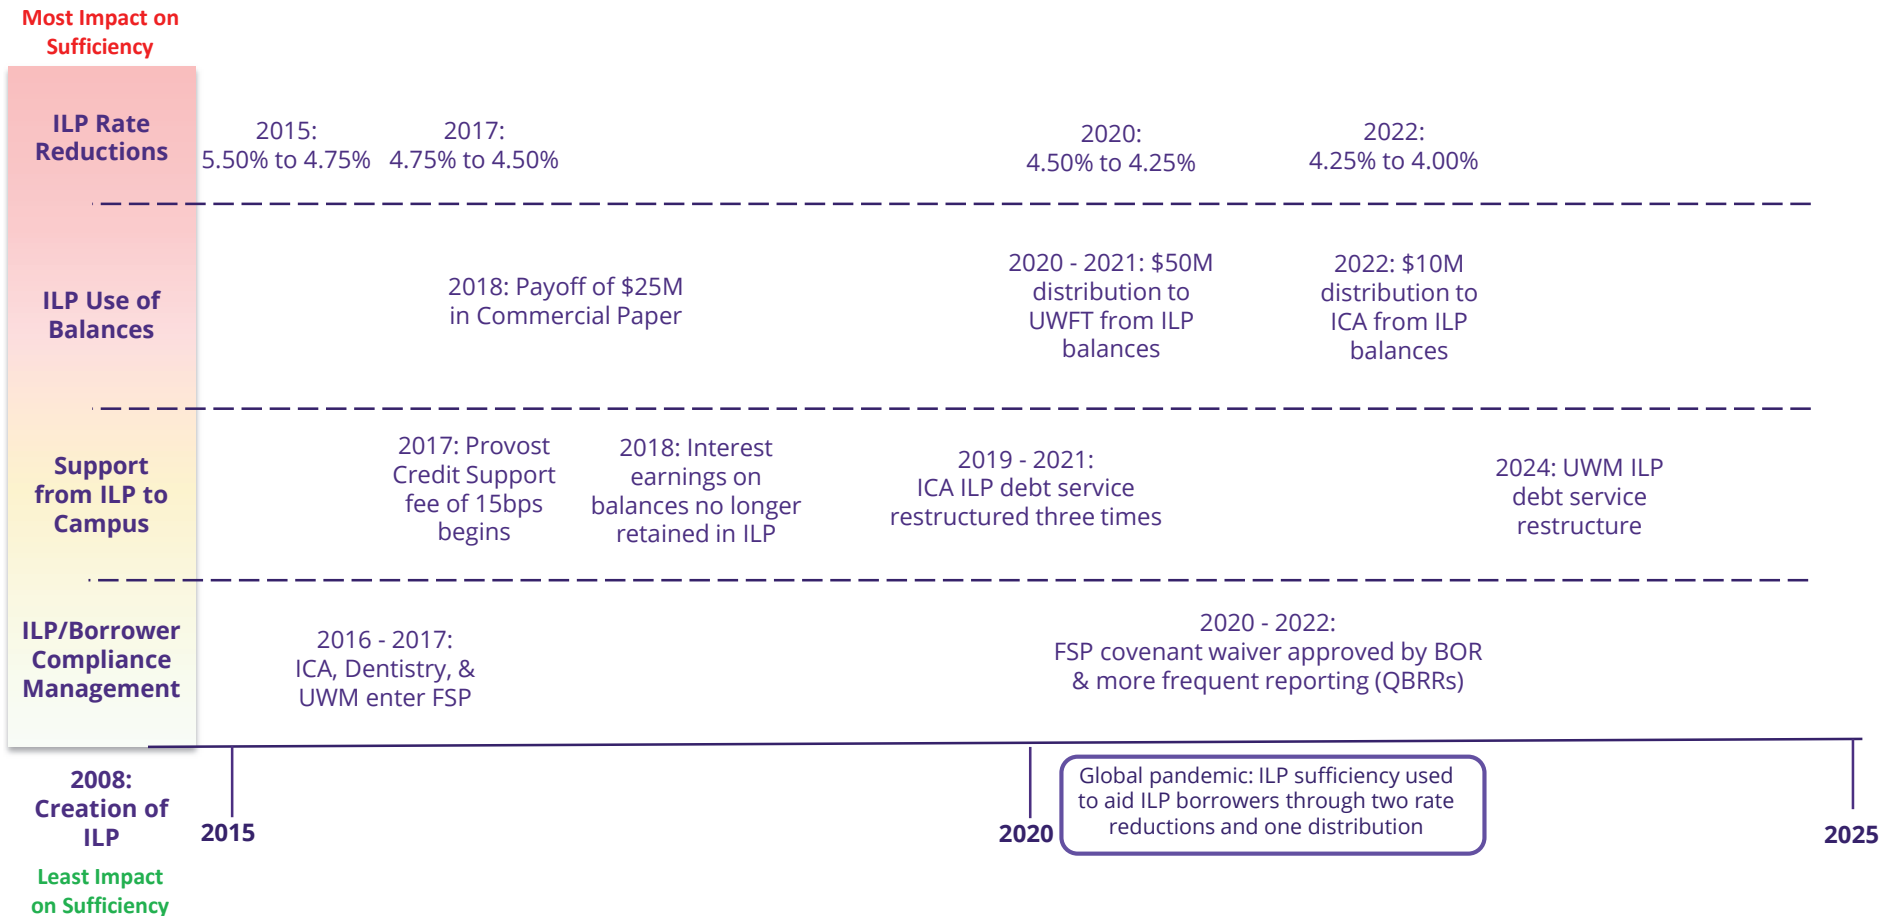 Most Impact on
Sufficiency
ILP Rate
Reductions
2015:
5.50% to 4.75%
2017:
4.75% to 4.50%
2020:
4.50% to 4.25%
2022:
4.25% to 4.00%
ILP Use of
Balances
2018: Payoff of $25M
in Commercial Paper
2020 - 2021: $50M
distribution to
UWFT from ILP
balances
2022: $10M
distribution to
ICA from ILP
balances
Support
from ILP to
Campus
2017: Provost
Credit Support
fee of 15bps
begins
2018: Interest
earnings on
balances no longer
retained in ILP
2019 - 2021:
ICA ILP debt service
restructured three times
2024: UWM ILP
debt service
restructure
ILP/Borrower
Compliance
Management
2016 - 2017:
ICA, Dentistry, &
UWM enter FSP
2020 - 2022:
FSP covenant waiver approved by BOR
& more frequent reporting (QBRRs)
2008:
Creation of
ILP
2015
2020
Global pandemic: ILP sufficiency used
to aid ILP borrowers through two rate
reductions and one distribution
2025
Least Impact
on Sufficiency